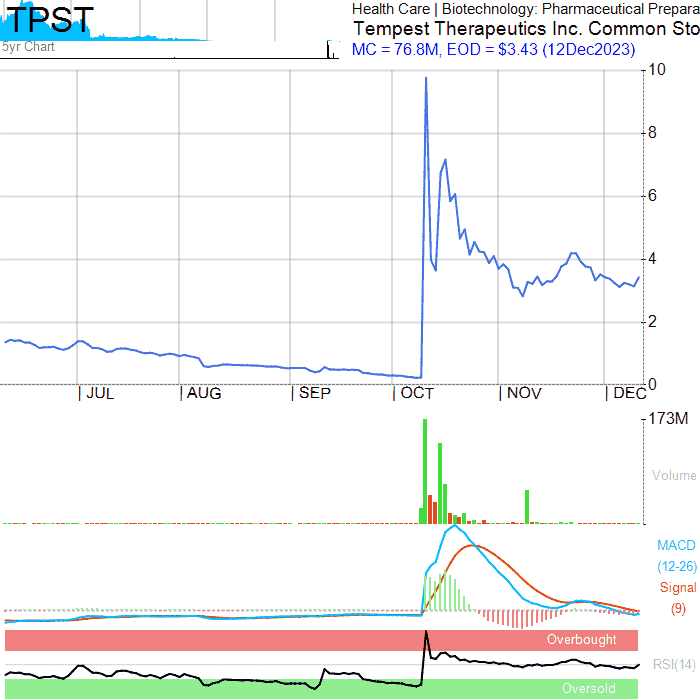 TPST
5yr Chart
Health Care | Biotechnology: Pharmaceutical Prepara
Tempest Therapeutics Inc. Common Sto
MC = 76.8M, EOD = $3.43 (12Dec2023)
10
8
6
4
2
0
| JUL | AUG | SEP | OCT | NOV | DEC
173M
Volume
MACD
(12-26)
Signal
(9)
Overbought
RSI(14)
Oversold